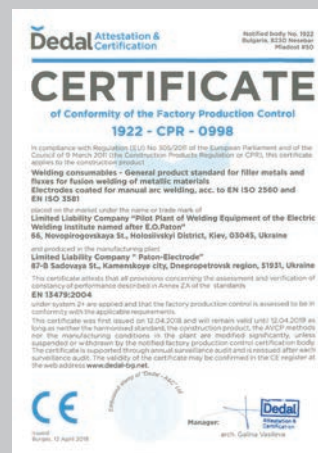 Dedal Attestation & Certification
Notified body No. 1922
Bulgaria, 8230 Nesebar
Mladost #50
CERTIFICATE
of Conformity of the Factory Production Control
1922 - CPR - 0998
In compliance with Regulation (EU) No 305/2011 of the European Parliament and of the
Council of 9 March 2011 (the Construction Products Regulation or CPR), this certificate
applies to the construction product
Welding consumables - General product standard for filler metals and
fluxes for fusion welding of metallic materials
Electrodes coated for manual arc welding, acc. to EN ISO 2560 and
EN ISO 3581
placed on the market under the name or trade mark of
Limited Liability Company "Pilot Plant of Welding Equipment of the Electric
Welding Institute named after E.O.Paton"
66, Novopirogovskaya St., Holosiivskyi District, Kiev, 03045, Ukraine
and produced in the manufacturing plant
Limited Liability Company " Paton-Electrode"
87-B Sadovaya St., Kamenskoye city, Dnepropetrovsk region, 51931, Ukraine
This certificate attests that all provisions concerning the assessment and verification of
constancy of performance described in Annex ZA of the standards
EN 13479:2004
under system 2+ are applied and that the factory production control is assessed to be in
conformity with the applicable requirements.
This certificate was first issued on 12.04.2018 and will remain valid until 12.04.2019 as
long as neither the harmonised standard, the construction product, the AVCP methods
nor the manufacturing conditions in the plant are modified significantly, unless
suspended or withdrawn by the notified factory production control certification body.
The certificate is supported through annual surveillance audit and is reissued after each
surveillance audit. The validity of the certificate may be confirmed in the CE register at
the web address www.dedal-bg.net.
CE
Manager:
arch. Galina Vasileva
Dedal
Attestation &
Certification
Burgas, 12 April 2018